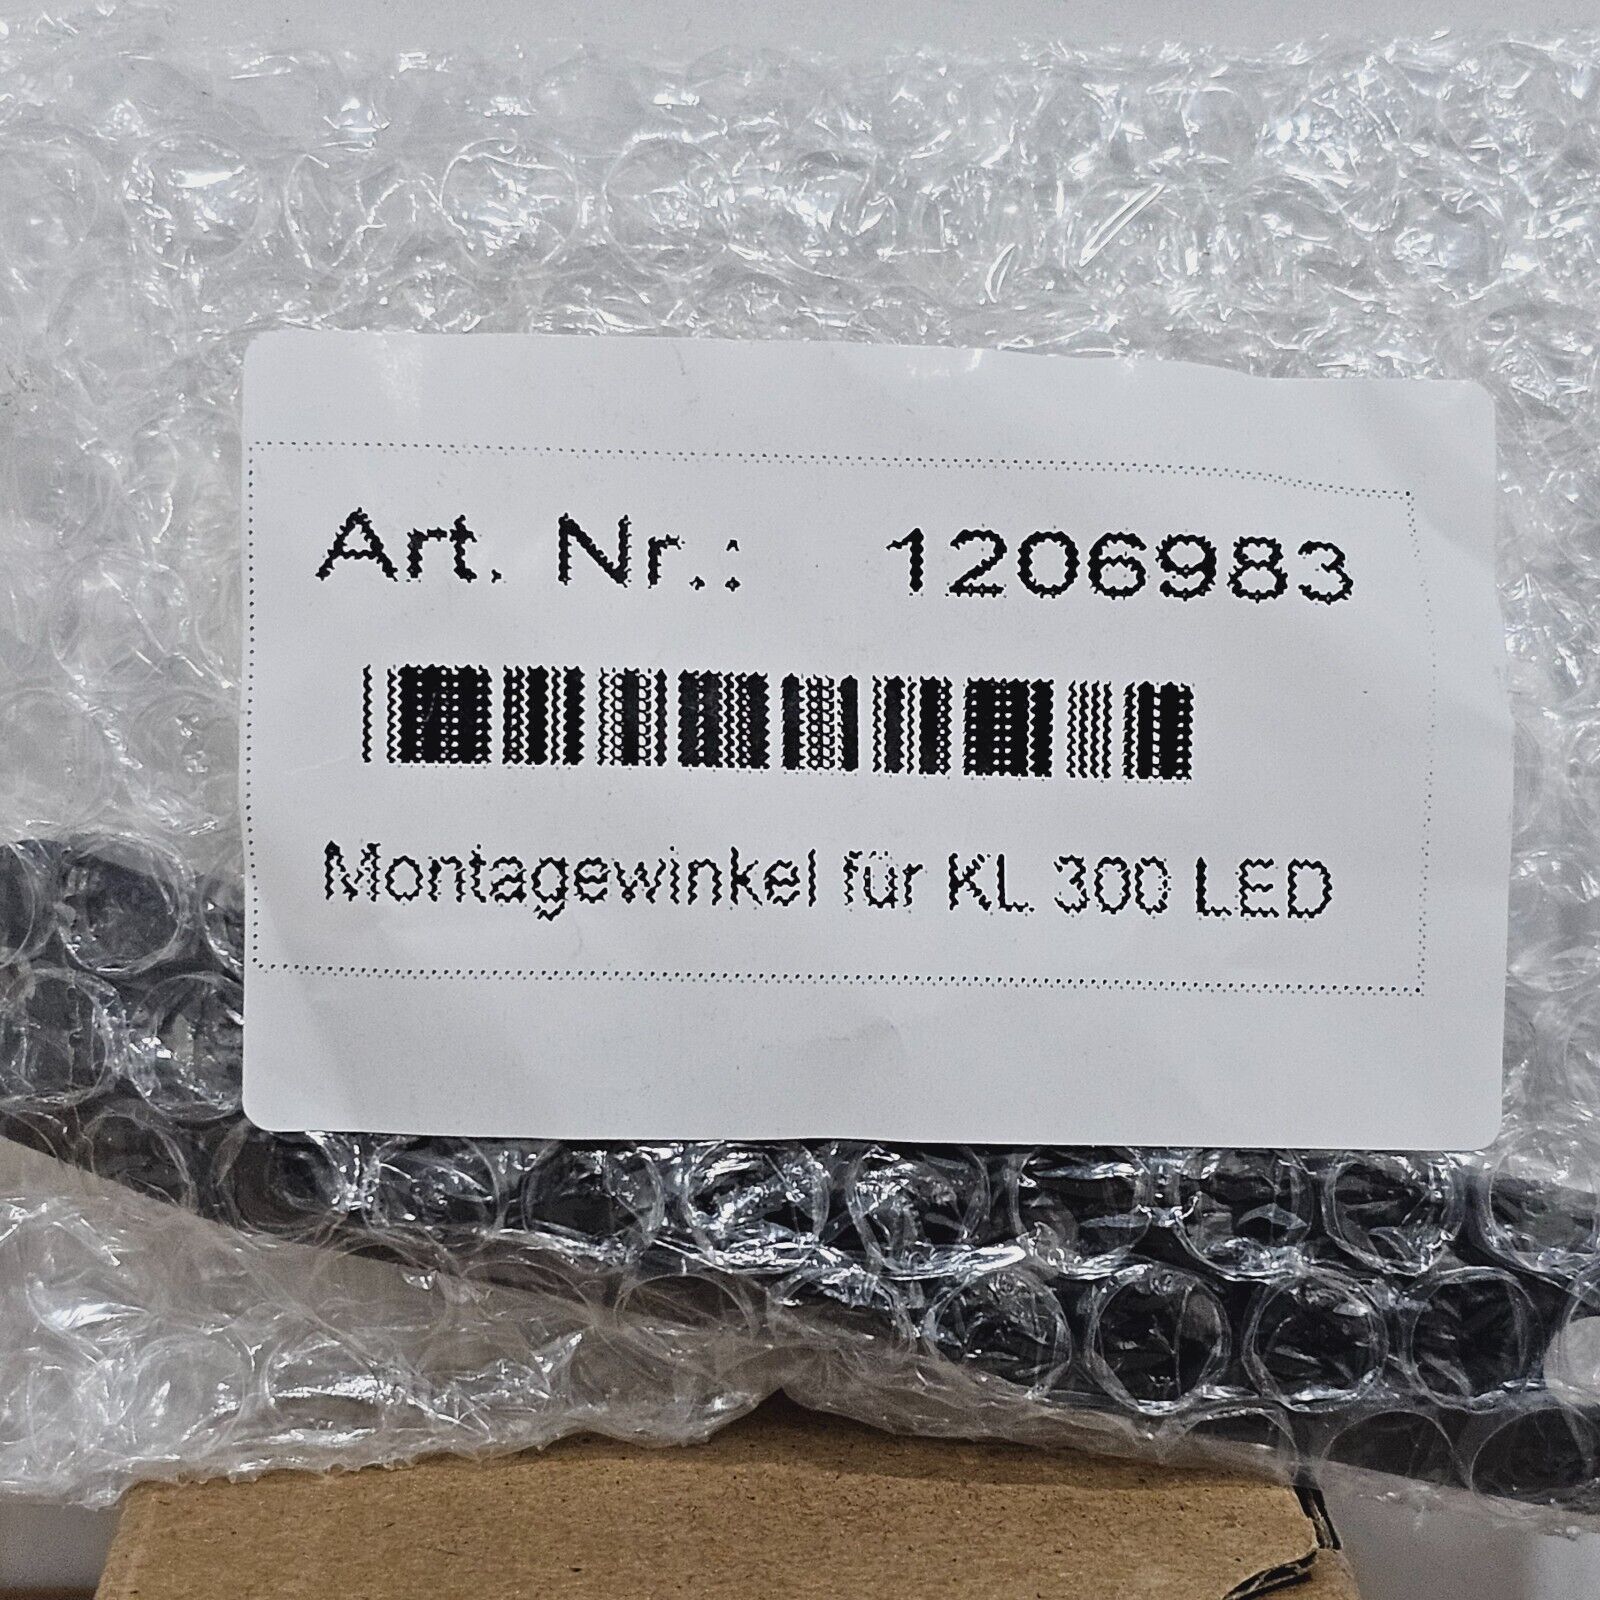 Art. Nr.: 1206983
Montagewinkel für KL 300 LED